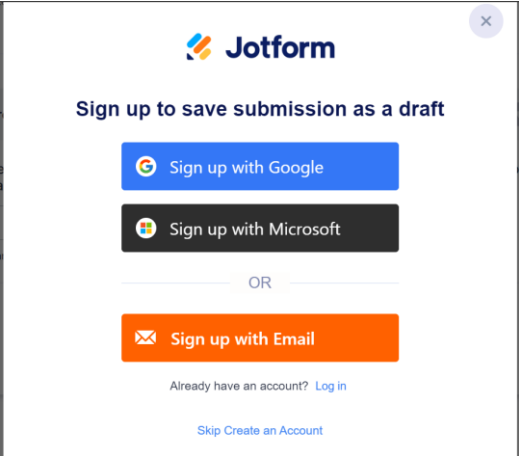 Jotform
Sign up to save submission as a draft
Sign up with Google
Sign up with Microsoft
OR
Sign up with Email
Already have an account? Log in
Skip Create an Account